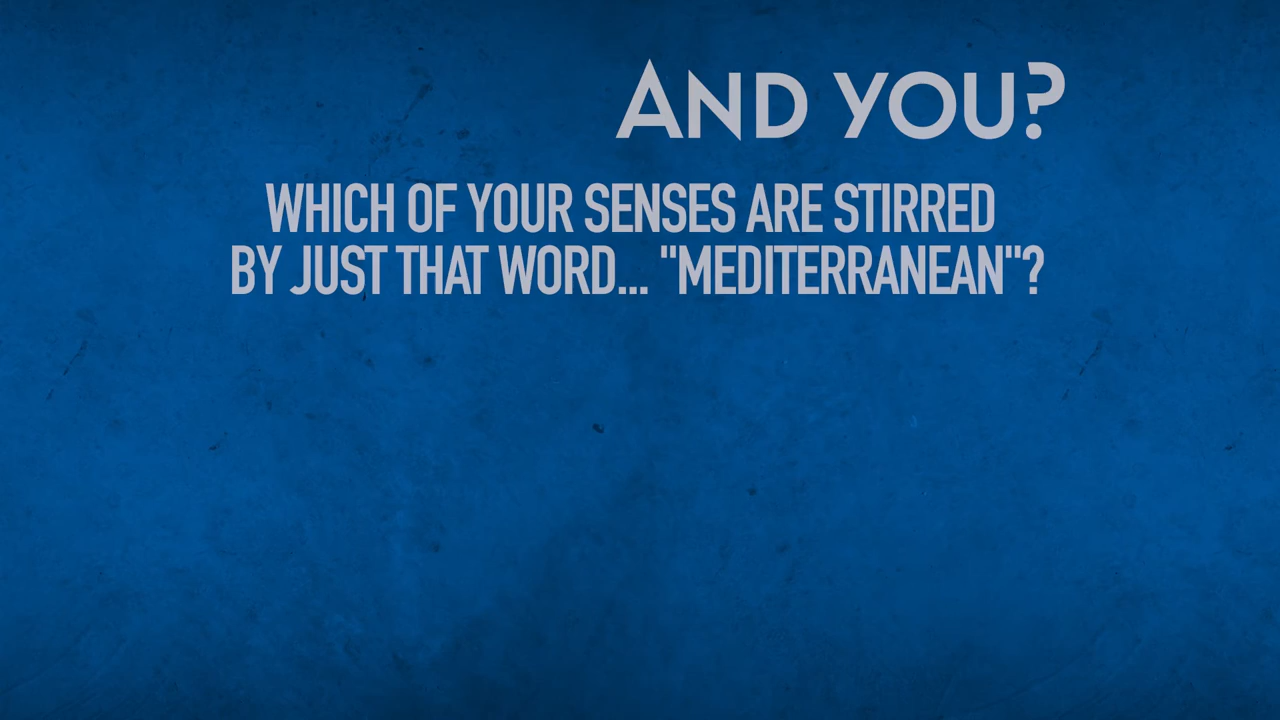 AND YOU?
WHICH OF YOUR SENSES ARE STIRRED
BY JUST THAT WORD... "MEDITERRANEAN"?